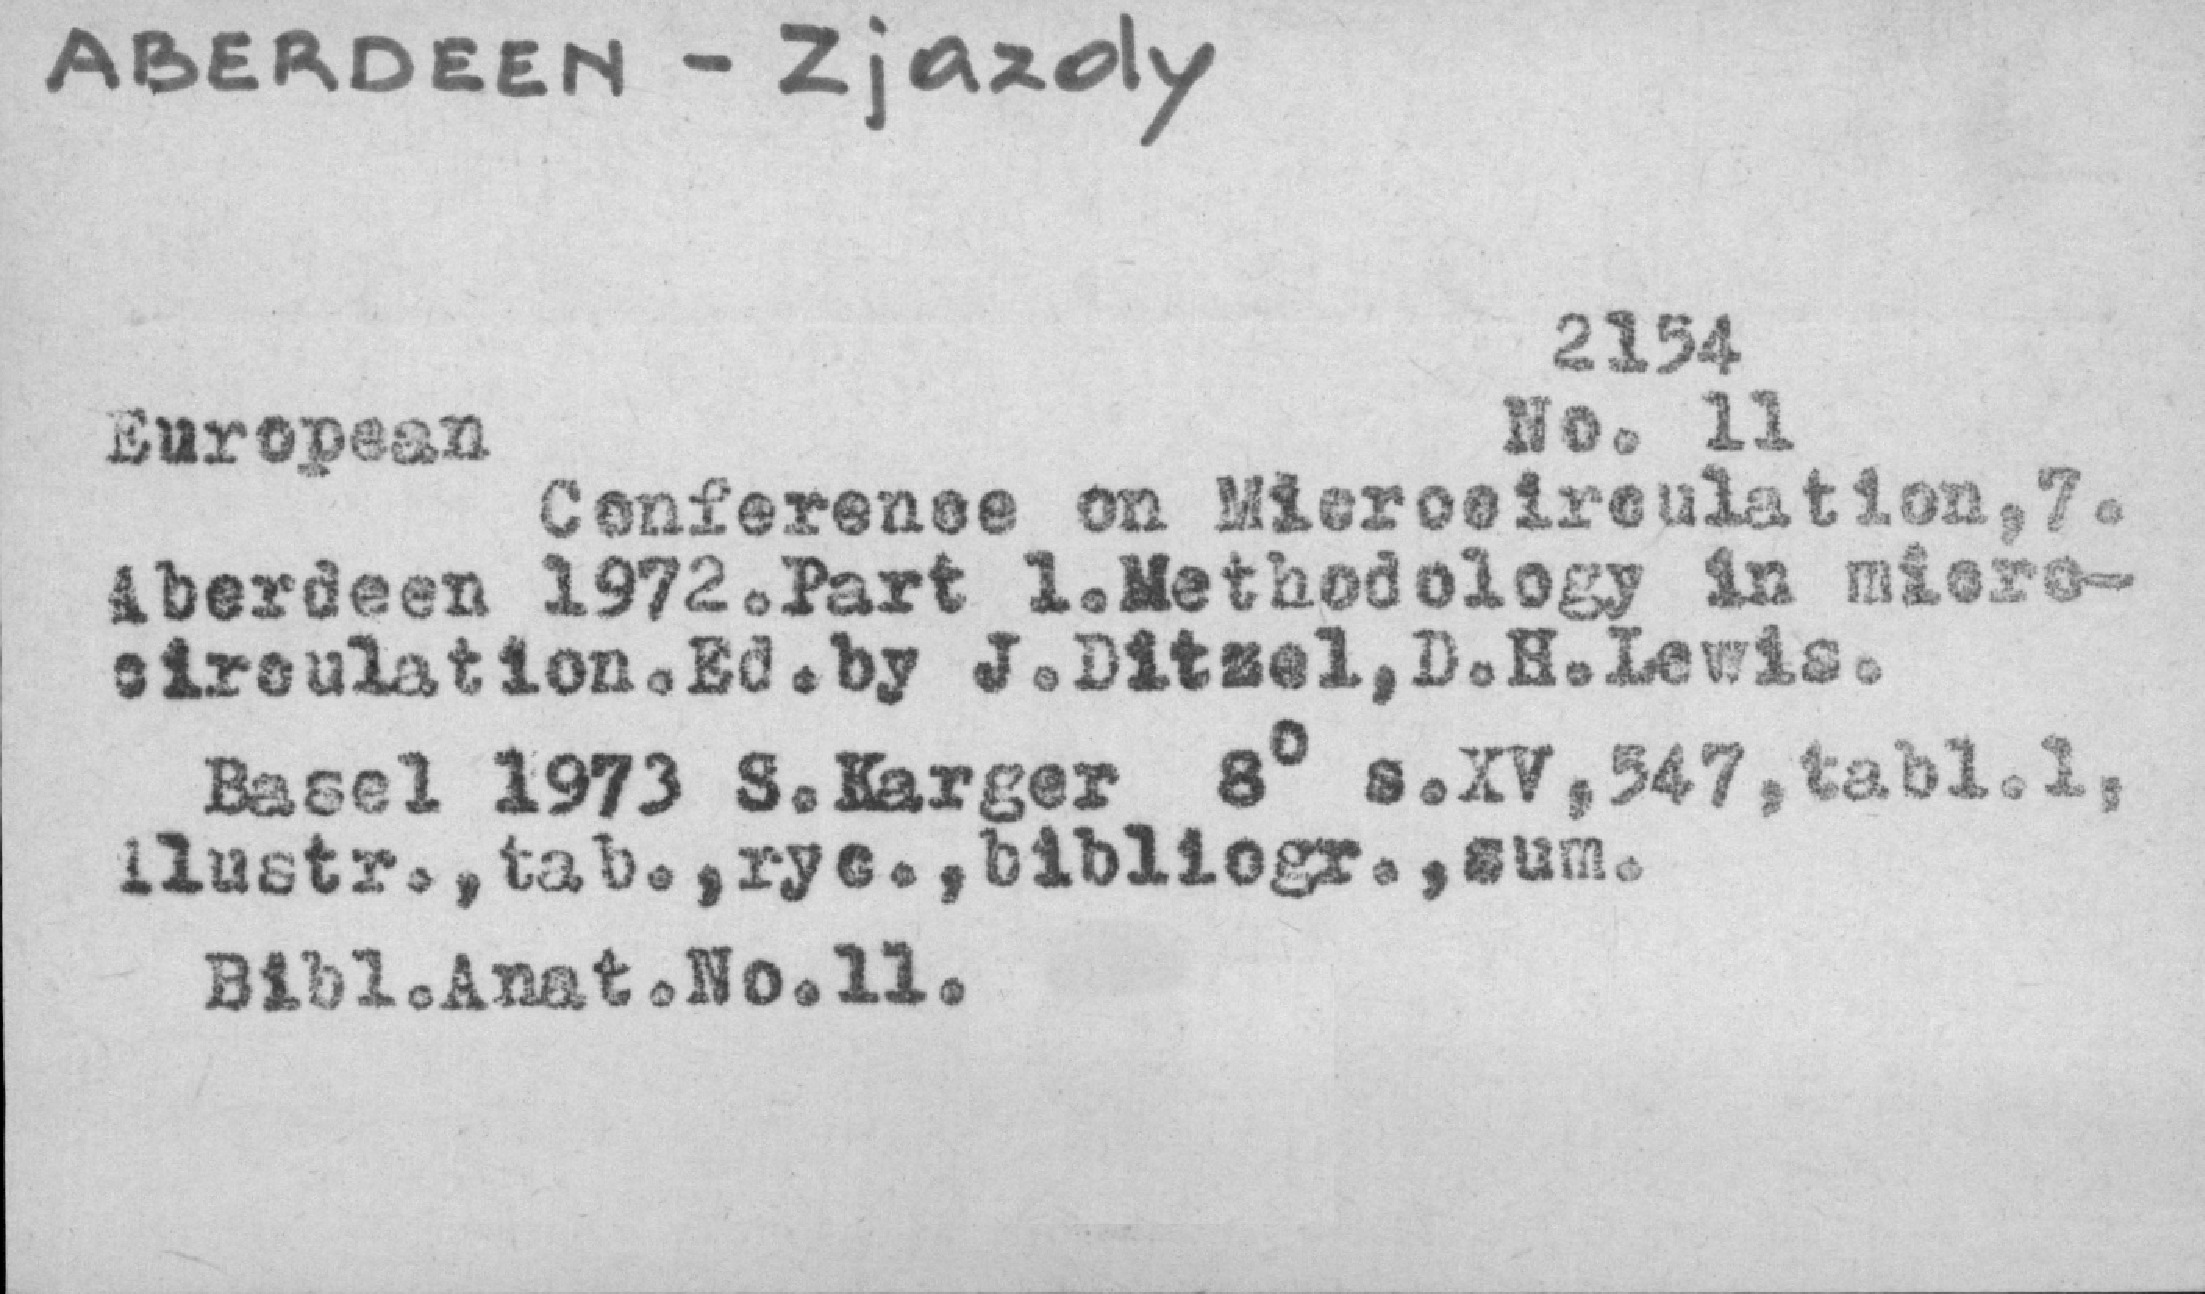 ABERDEEN - Zjazdy
2154
European No. 11
Conference on Microcirculation,7.
Aberdeen 1972.Part 1.Methodology in micro-
circulation.Ed.by J.Ditzel,D.H.Lewis.
Basel 1973 S.Karger 8° s.XV,547,tabl.1,
ilustr.,tab.,ryc.,bibliogr.,sum.
Bibl.Anat.No.11.